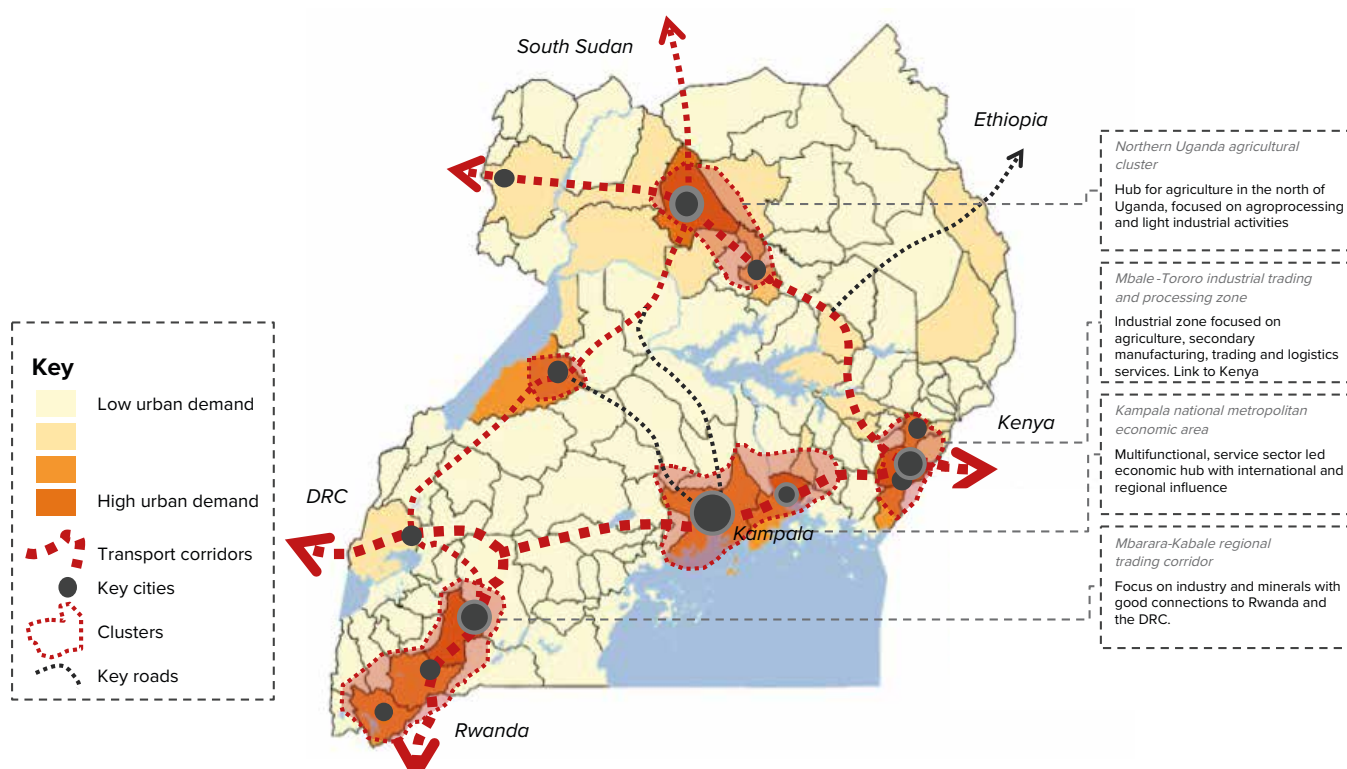 South Sudan
Ethiopia
Kenya
DRC
Kampala
Rwanda
Key
Low urban demand
High urban demand
Transport corridors
Key cities
Clusters
Key roads
Northern Uganda agricultural
cluster
Hub for agriculture in the north of
Uganda, focused on agroprocessing
and light industrial activities
Mbale-Tororo industrial trading
and processing zone
Industrial zone focused on
agriculture, secondary
manufacturing, trading and logistics
services. Link to Kenya
Kampala national metropolitan
economic area
Multifunctional, service sector led
economic hub with international and
regional influence
Mbarara-Kabale regional
trading corridor
Focus on industry and minerals with
good connections to Rwanda and
the DRC.